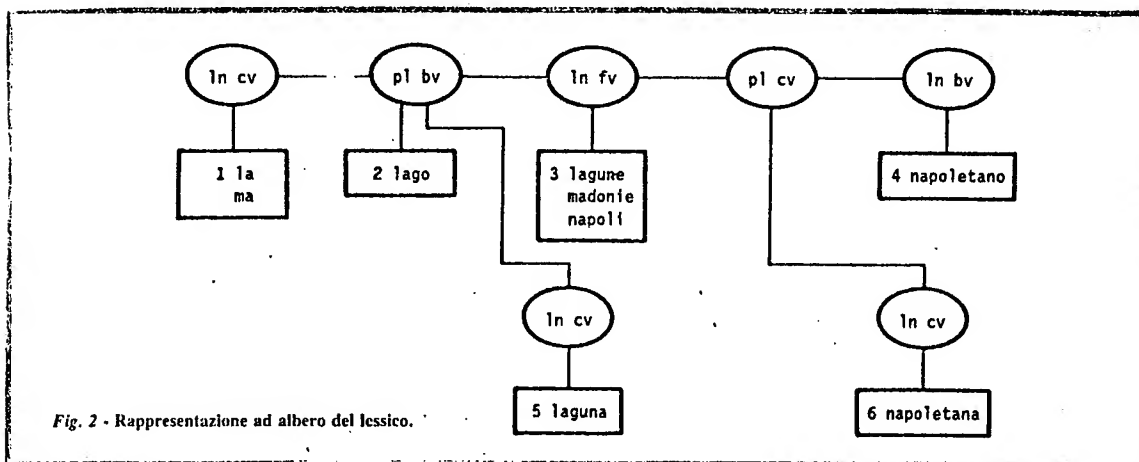 ln cv
pl bv
ln fv
pl cv
ln bv
1 la
ma
2 lago
3 lagune
madonie
napoli
4 napoletano
ln cv
ln cv
5 laguna
6 napoletana
Fig. 2 - Rappresentazione ad albero del lessico.